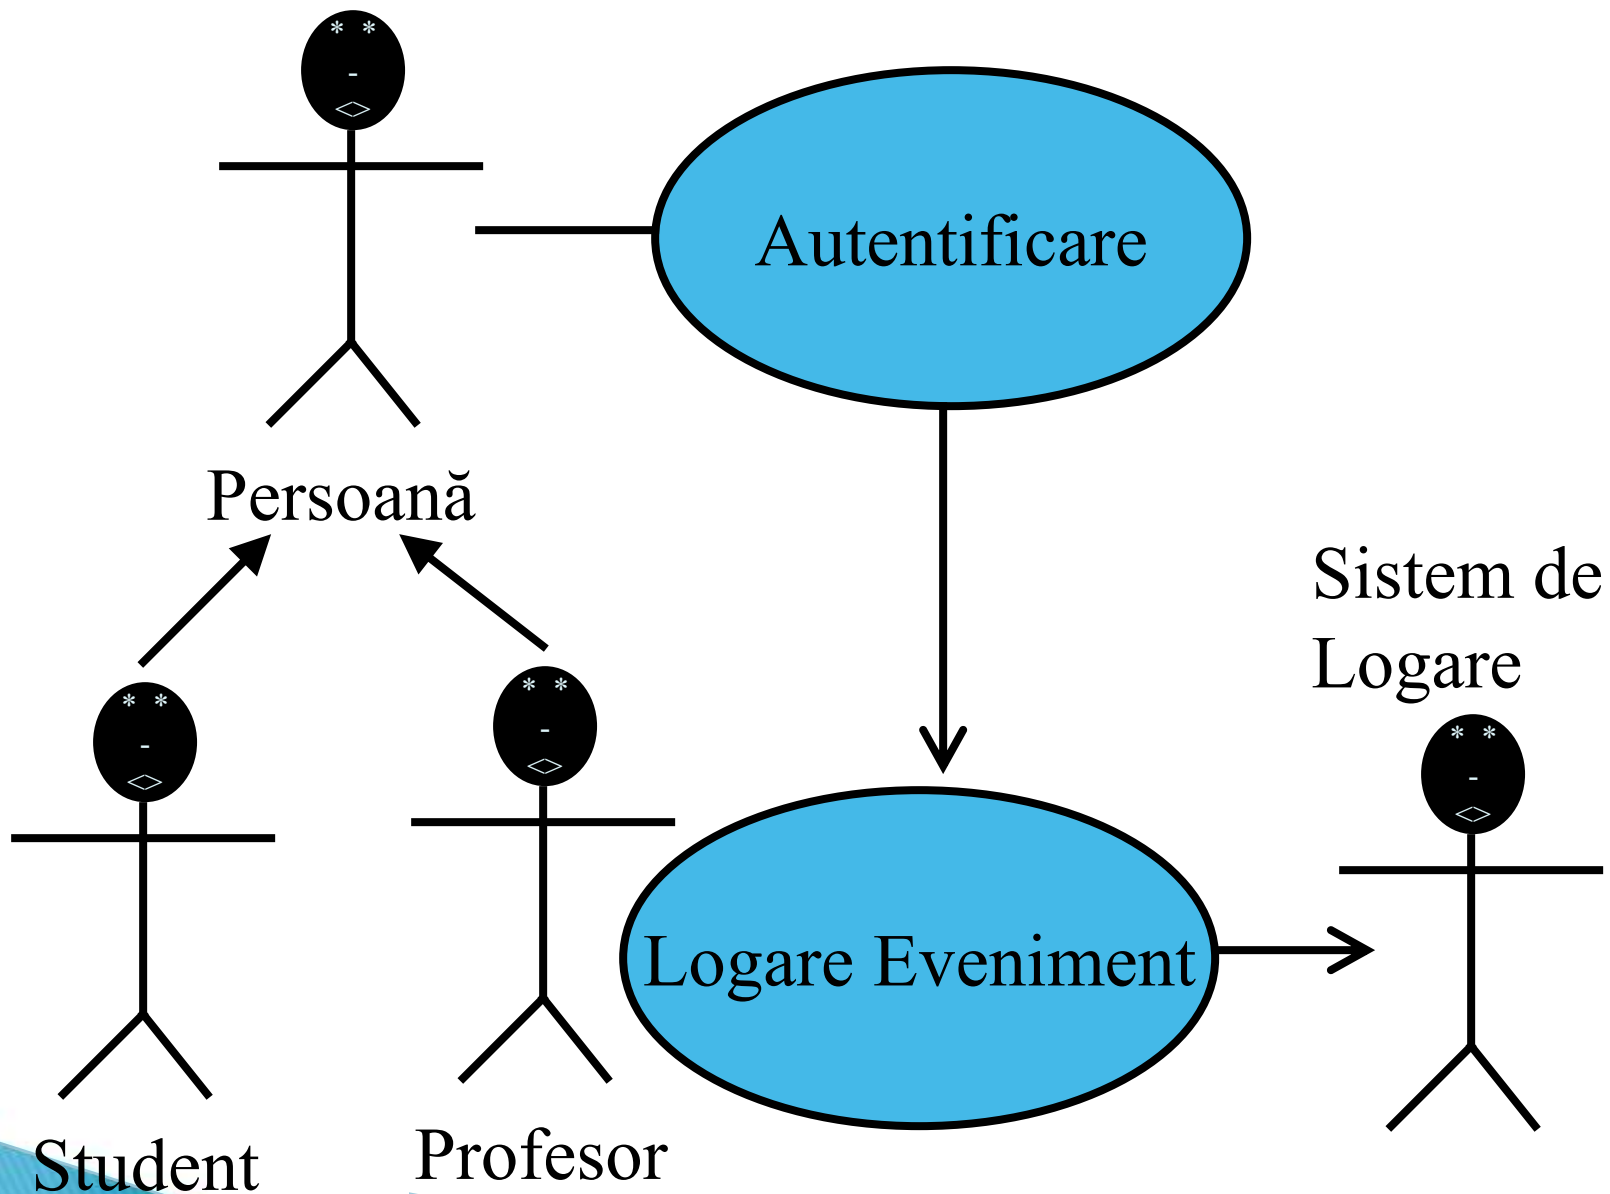 * *
-
<>
Autentificare
Persoană
Sistem de
Logare
* *
-
<>
* *
-
<>
* *
-
<>
Logare Eveniment
Student
Profesor